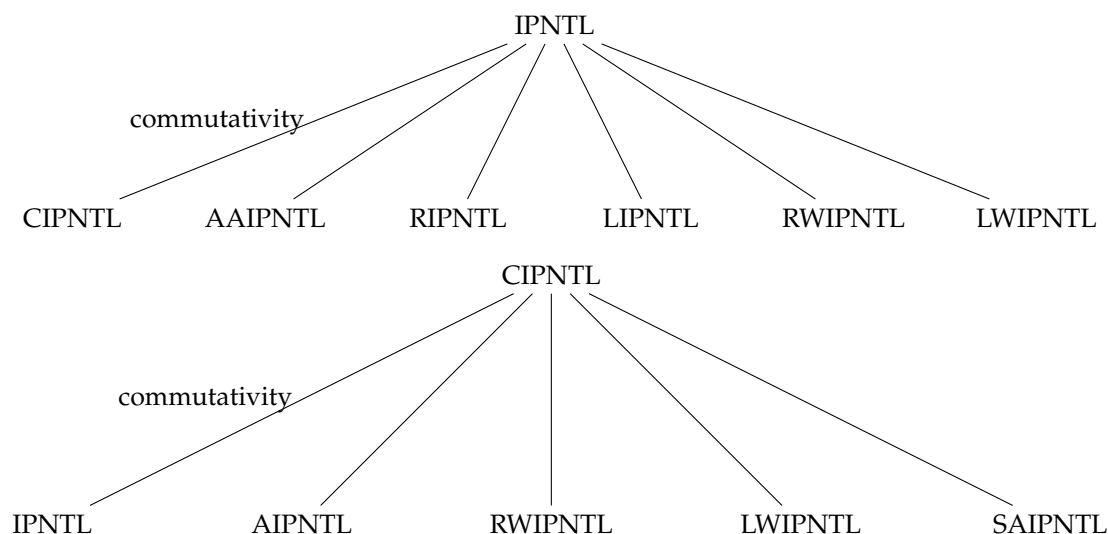 IPNTL
commutativity
CIPNTL AAIPNTL RIPNTL LIPNTL RWIPNTL LWIPNTL
CIPNTL
commutativity
IPNTL AIPNTL RWIPNTL LWIPNTL SAIPNTL